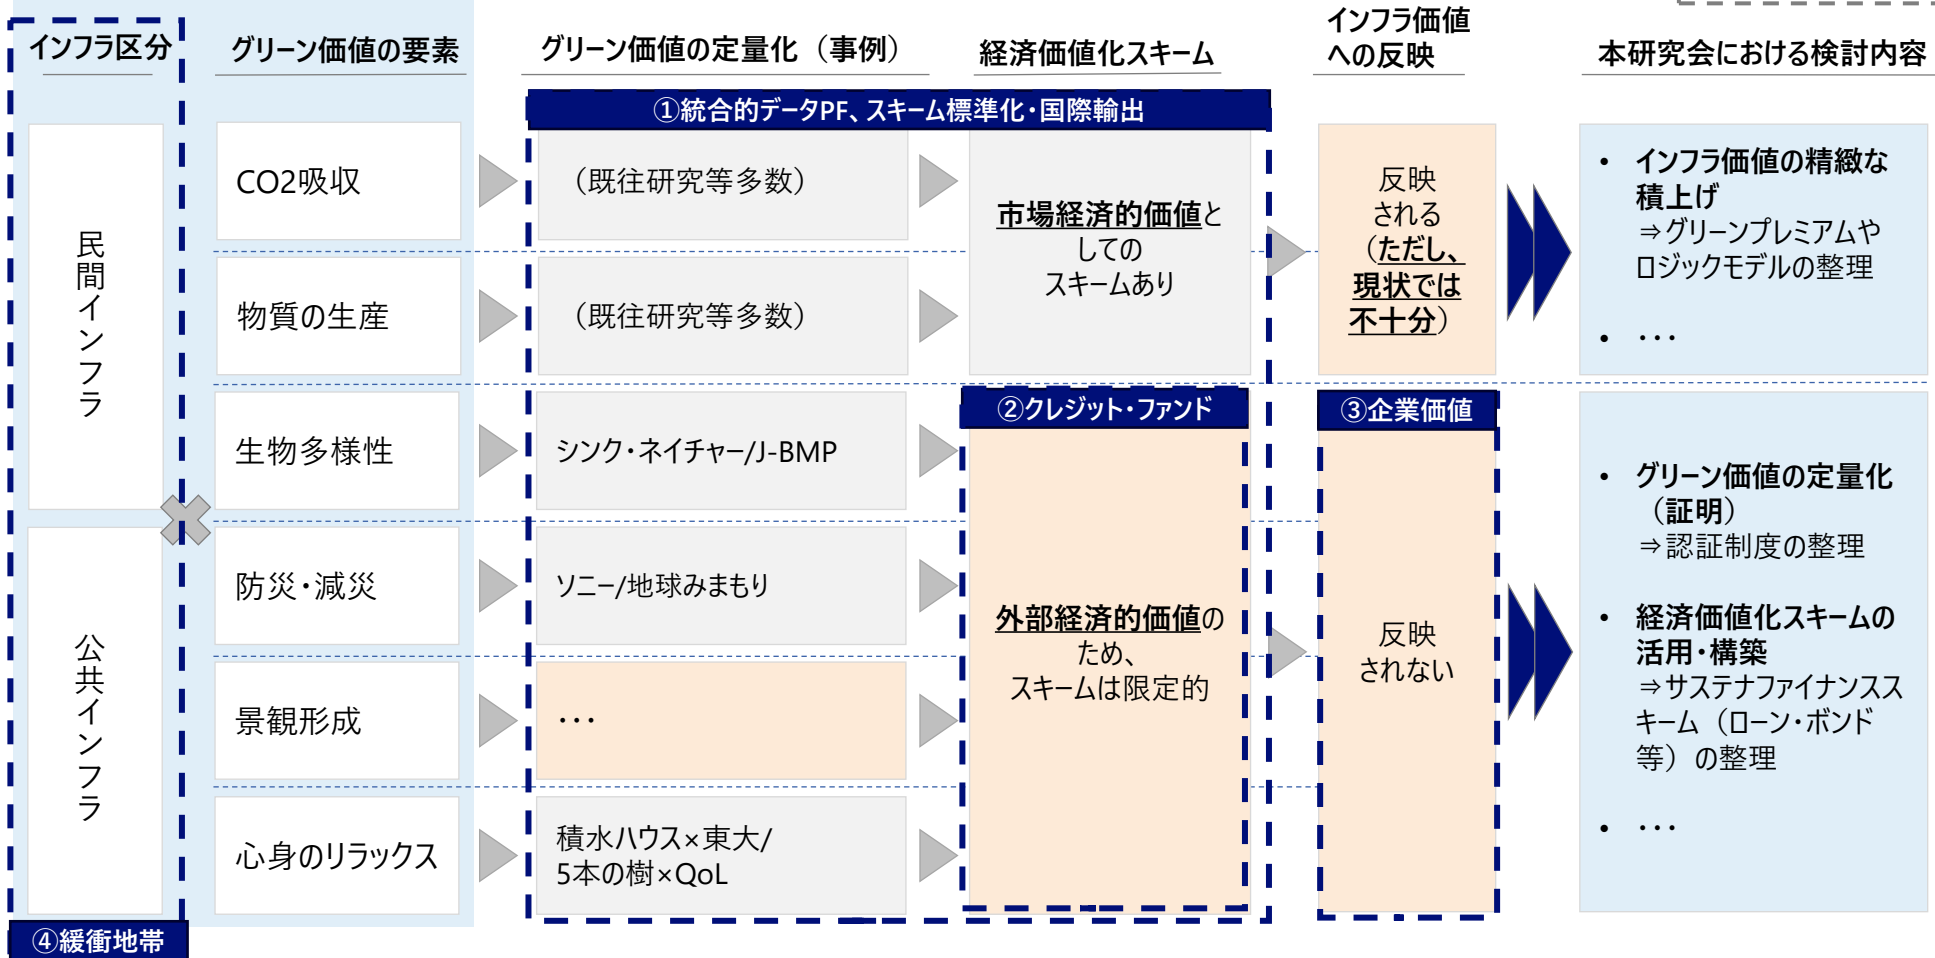 インフラ区分
グリーン価値の要素
グリーン価値の定量化（事例）
経済価値化スキーム
インフラ価値
への反映
本研究会における検討内容
①統合的データPF、スキーム標準化・国際輸出
民間インフラ
公共インフラ
④緩衝地帯
CO2吸収
（既往研究等多数）
物質の生産
（既往研究等多数）
市場経済的価値と
しての
スキームあり
反映
される
（ただし、
現状では
不十分）
• インフラ価値の精緻な
積上げ
⇒グリーンプレミアムや
ロジックモデルの整理
• ・・・
生物多様性
シンク・ネイチャー/J-BMP
防災・減災
ソニー/地球みまもり
景観形成
・・・
心身のリラックス
積水ハウス×東大/
5本の樹×QoL
②クレジット・ファンド
外部経済的価値の
ため、
スキームは限定的
③企業価値
反映
されない
• グリーン価値の定量化
（証明）
⇒認証制度の整理
• 経済価値化スキームの
活用・構築
⇒サステナファイナンスス
キーム（ローン・ボンド
等）の整理
• ・・・